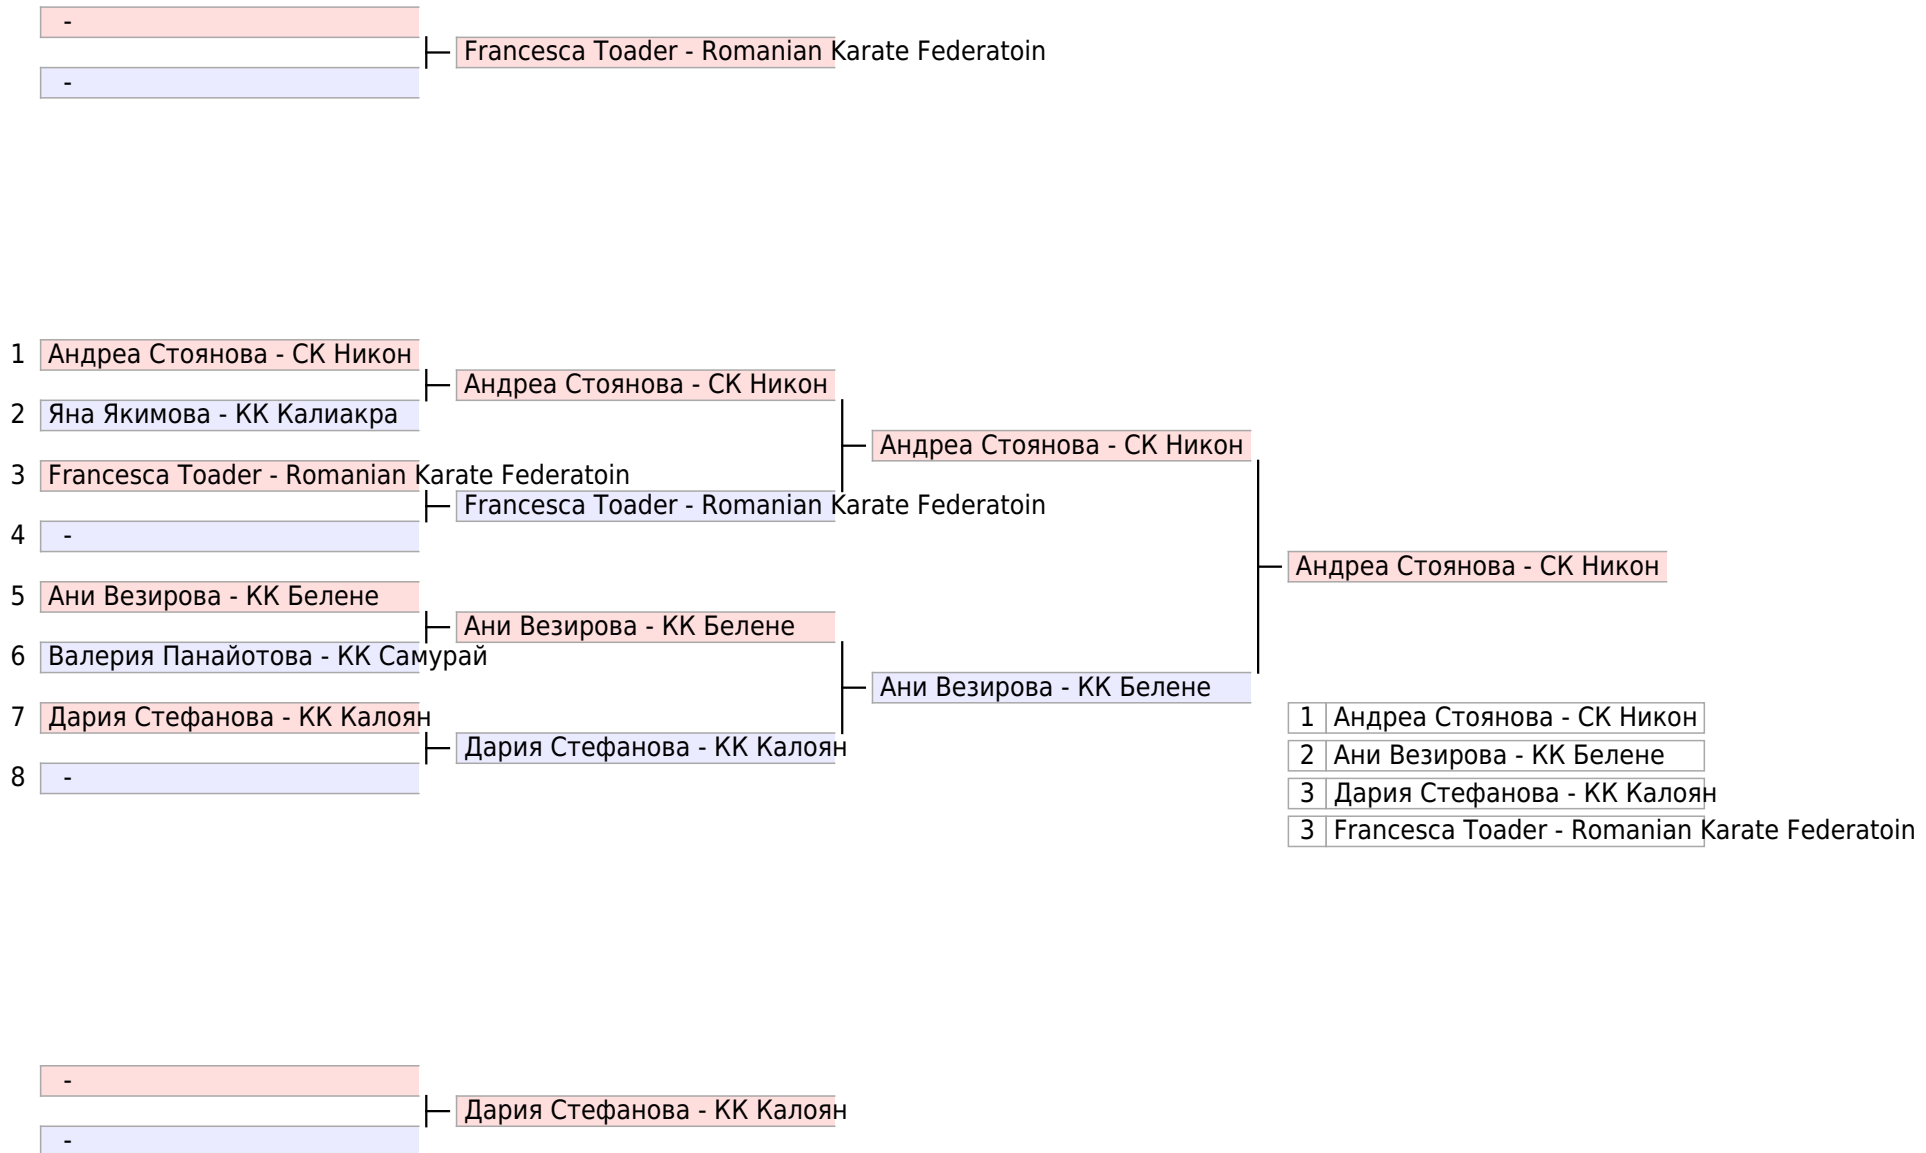 -
Francesca Toader - Romanian Karate Federatoin
-
1 Андреа Стоянова - СК Никон
Андреа Стоянова - СК Никон
2 Яна Якимова - КК Калиакра
Андреа Стоянова - СК Никон
3 Francesca Toader - Romanian Karate Federatoin
Francesca Toader - Romanian Karate Federatoin
4 -
Андреа Стоянова - СК Никон
5 Ани Везирова - КК Белене
Ани Везирова - КК Белене
6 Валерия Панайотова - КК Самурай
Ани Везирова - КК Белене
7 Дария Стефанова - КК Калоян
Дария Стефанова - КК Калоян
8 -
1 Андреа Стоянова - СК Никон
2 Ани Везирова - КК Белене
3 Дария Стефанова - КК Калоян
3 Francesca Toader - Romanian Karate Federatoin
-
Дария Стефанова - КК Калоян
-